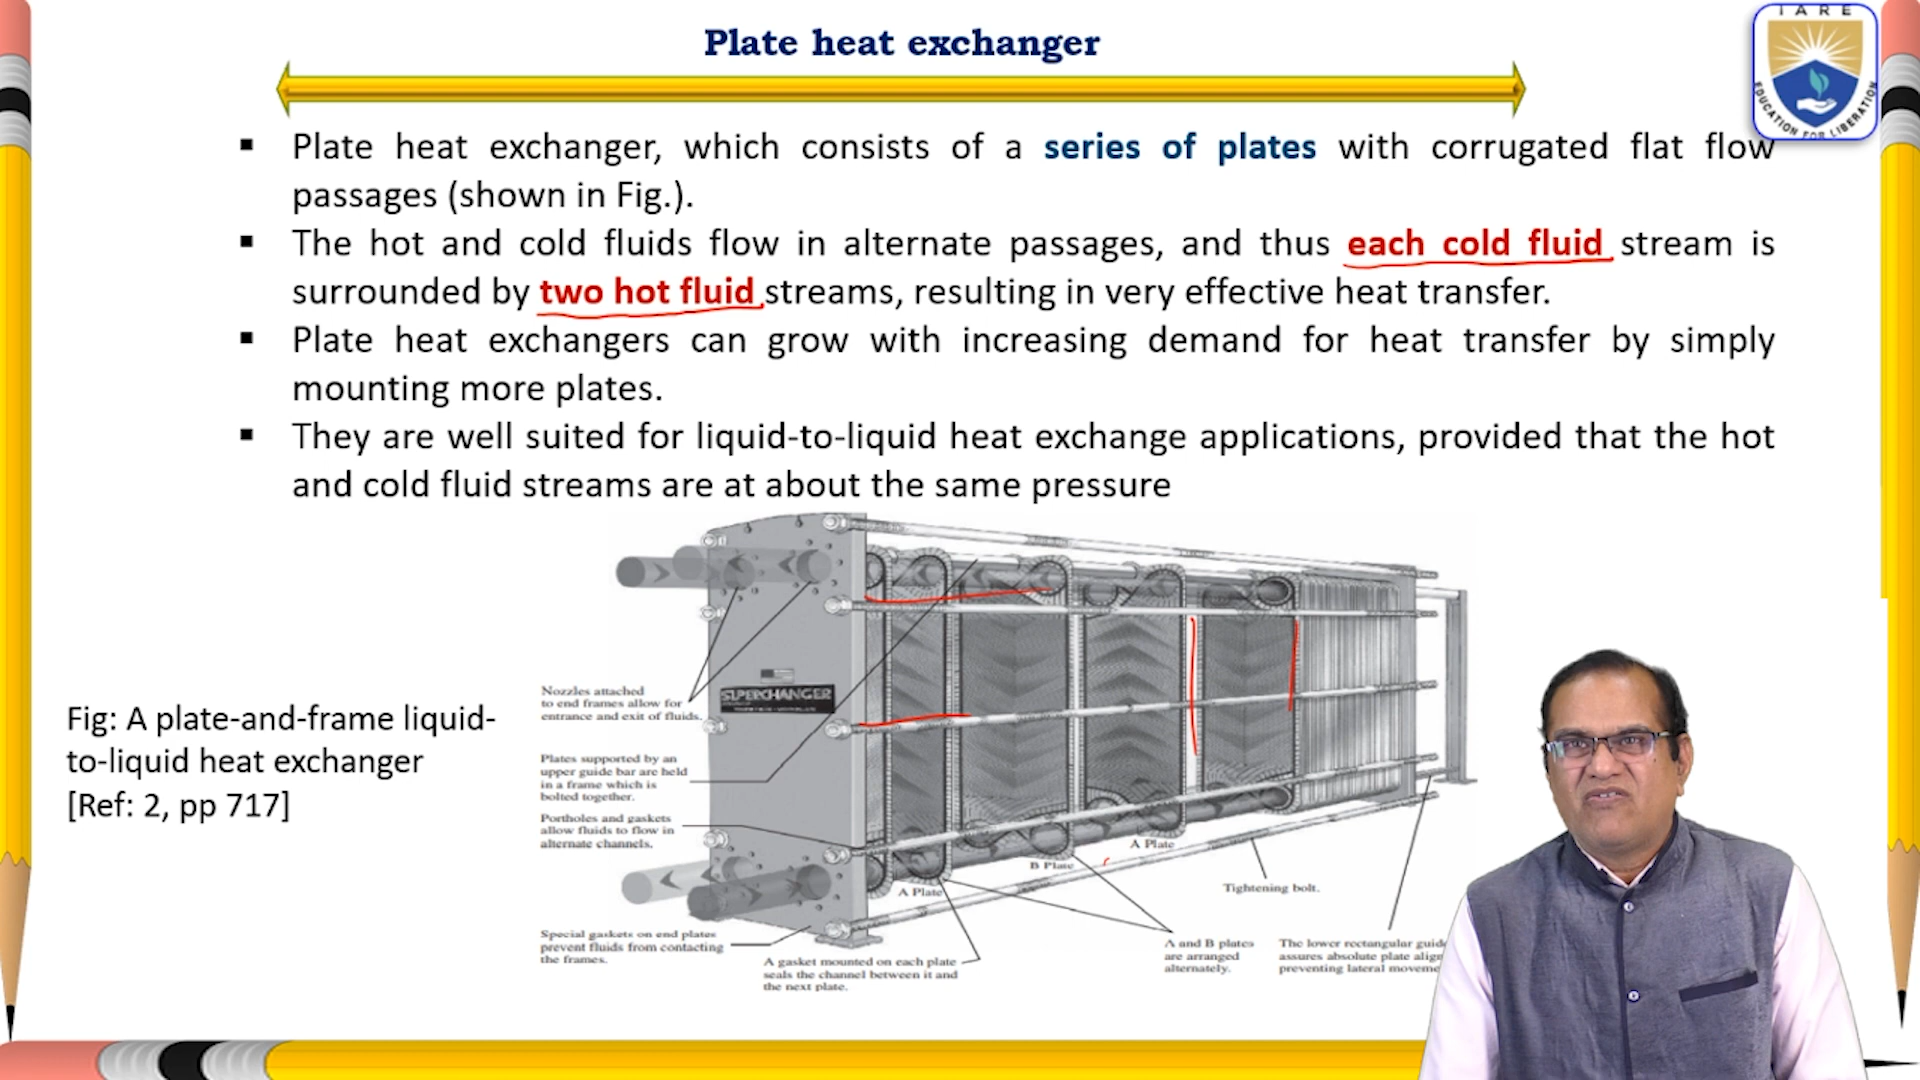 Plate heat exchanger
IARE
EDUCATION FOR LIBERATION
▪ Plate heat exchanger, which consists of a series of plates with corrugated flat flow
passages (shown in Fig.).
▪ The hot and cold fluids flow in alternate passages, and thus each cold fluid stream is
surrounded by two hot fluid streams, resulting in very effective heat transfer.
▪ Plate heat exchangers can grow with increasing demand for heat transfer by simply
mounting more plates.
▪ They are well suited for liquid-to-liquid heat exchange applications, provided that the hot
and cold fluid streams are at about the same pressure
Fig: A plate-and-frame liquid-
to-liquid heat exchanger
[Ref: 2, pp 717]
SUPERCHANGER
Nozzles attached
to end frames allow for
entrance and exit of fluids.
Plates supported by an
upper guide bar are held
in a frame which is
bolted together.
Portholes and gaskets
allow fluids to flow in
alternate channels.
Special gaskets on end plates
prevent fluids from contacting
the frames.
A gasket mounted on each plate
seals the channel between it and
the next plate.
A Plate
B Plate
A Plate
Tightening bolt.
A and B plates
are arranged
alternately.
The lower rectangular guid
assures absolute plate align
preventing lateral moveme